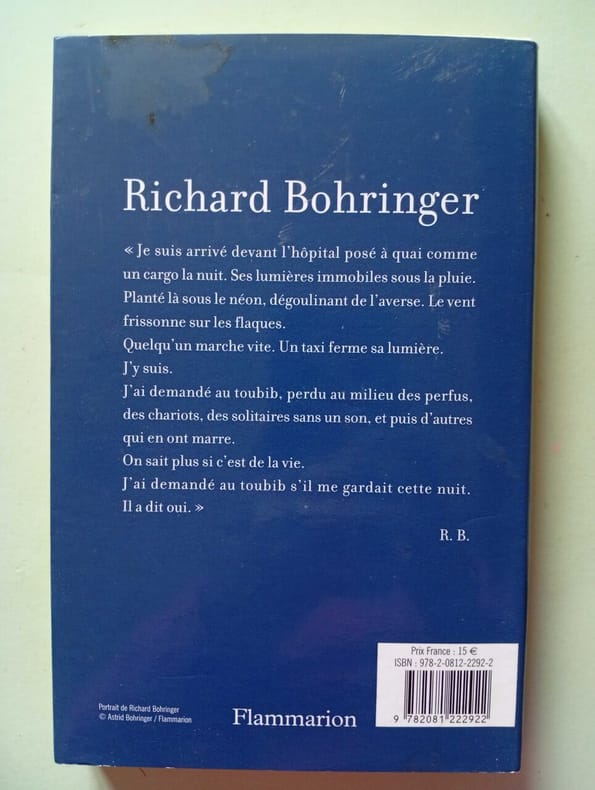 Richard Bohringer
« Je suis arrivé devant l'hôpital posé à quai comme
un cargo la nuit. Ses lumières immobiles sous la pluie.
Planté là sous le néon, dégoulinant de l'averse. Le vent
frissonne sur les flaques.
Quelqu'un marche vite. Un taxi ferme sa lumière.
J'y suis.
J'ai demandé au toubib, perdu au milieu des perfus,
des chariots, des solitaires sans un son, et puis d'autres
qui en ont marre.
On sait plus si c'est de la vie.
J'ai demandé au toubib s'il me gardait cette nuit.
Il a dit oui. »
R. B.
Prix France : 15 €
ISBN : 978-2-0812-2292-2
9 782081 222922
Portrait de Richard Bohringer
© Astrid Bohringer / Flammarion
Flammarion